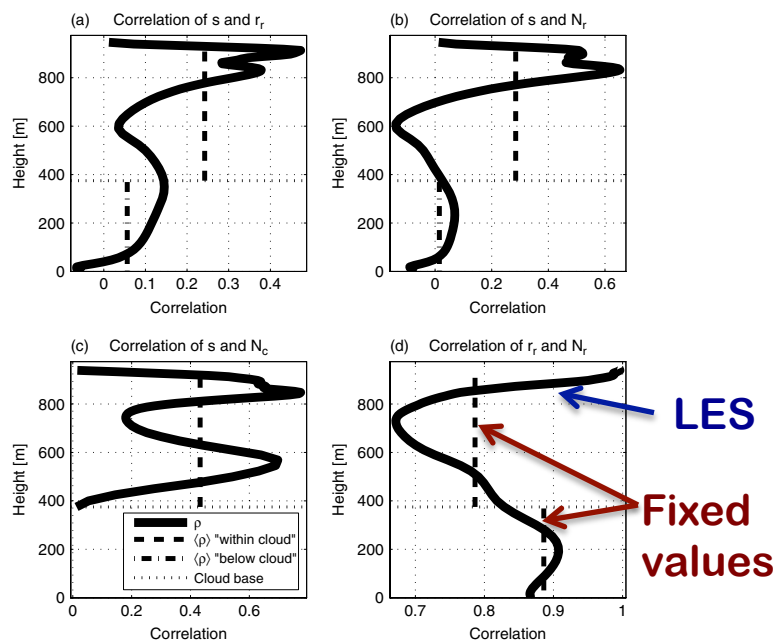 (a) Correlation of s and r_r
Height [m]
800
600
400
200
0
0 0.1 0.2 0.3 0.4
Correlation
(b) Correlation of s and N_r
Height [m]
800
600
400
200
0
0 0.2 0.4 0.6
Correlation
(c) Correlation of s and N_c
Height [m]
800
600
400
200
0
0 0.2 0.4 0.6
Correlation
ρ
⟨ρ⟩ "within cloud"
⟨ρ⟩ "below cloud"
Cloud base
(d) Correlation of r_r and N_r
Height [m]
800
600
400
200
0
0.7 0.8 0.9 1
Correlation
LES
Fixed
values